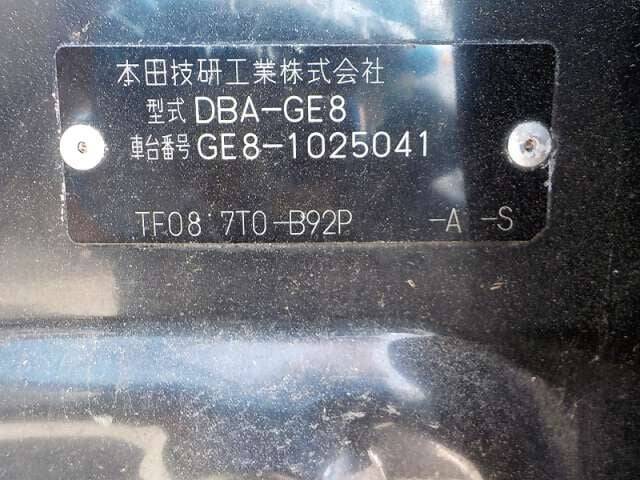 本田技研工業株式会社
型式 DBA-GE8
車台番号 GE8-1025041
TF08 7T0-B92P -A -S